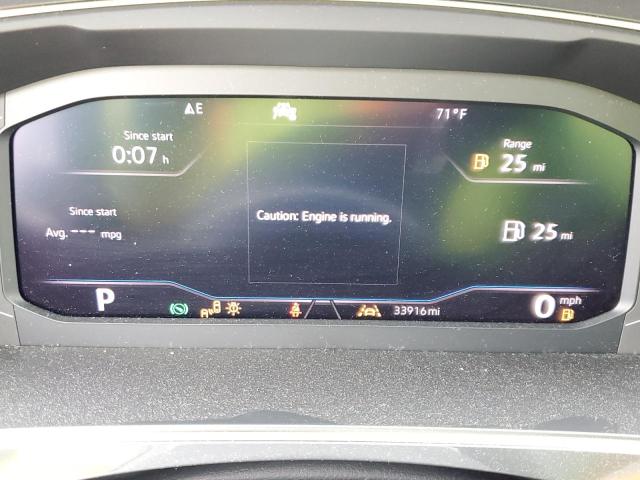 E
71°F
Since start
0:07 h
Range
25 mi
Since start
Avg. --- mpg
Caution: Engine is running.
25 mi
P
A
33916 mi
0 mph